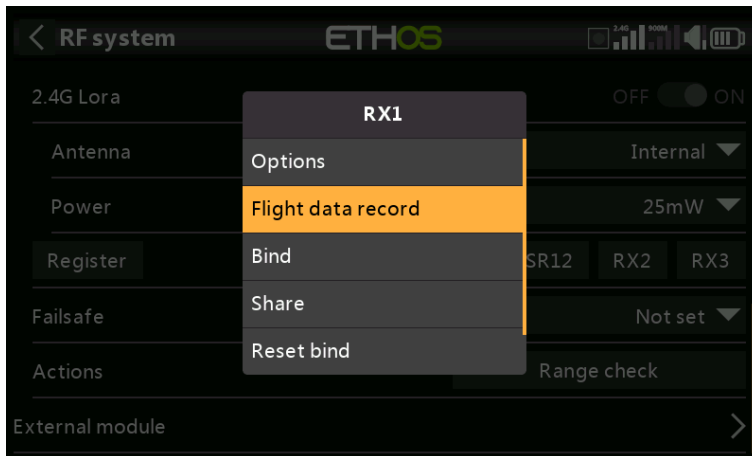 RF system
ETHOS
2.4G
900M
2.4G Lora
OFF ON
RX1
Antenna
Internal
Options
Power
25mW
Flight data record
Register
SR12 RX2 RX3
Bind
Failsafe
Not set
Share
Actions
Range check
Reset bind
External module